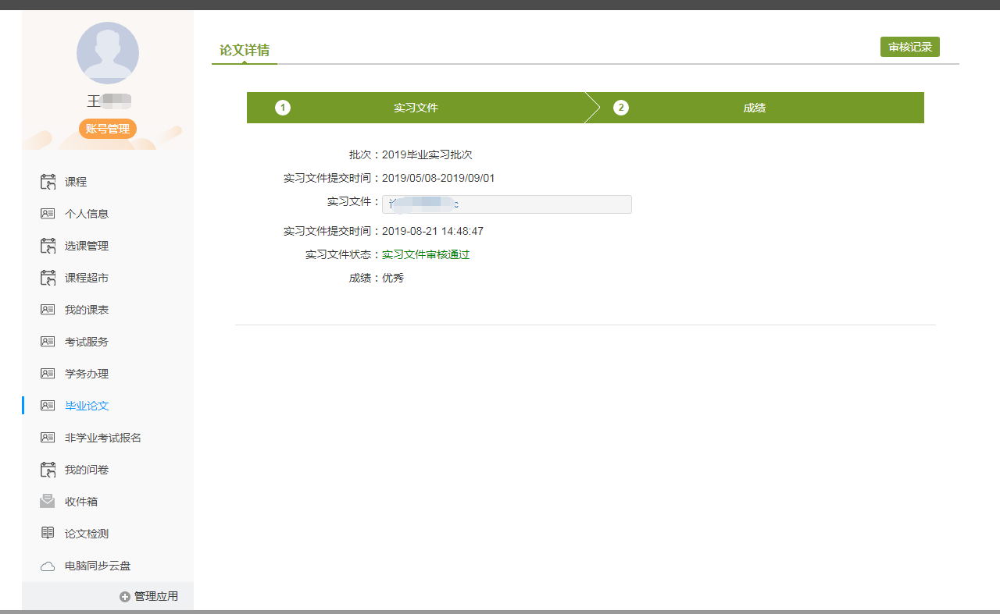 王
账号管理
课程
个人信息
选课管理
课程超市
我的课表
考试服务
学务办理
毕业论文
非学业考试报名
我的问卷
收件箱
论文检测
电脑同步云盘
管理应用
论文详情
审核记录
1 实习文件 2 成绩
批次：2019毕业实习批次
实习文件提交时间：2019/05/08-2019/09/01
实习文件：
实习文件提交时间：2019-08-21 14:48:47
实习文件状态：实习文件审核通过
成绩：优秀